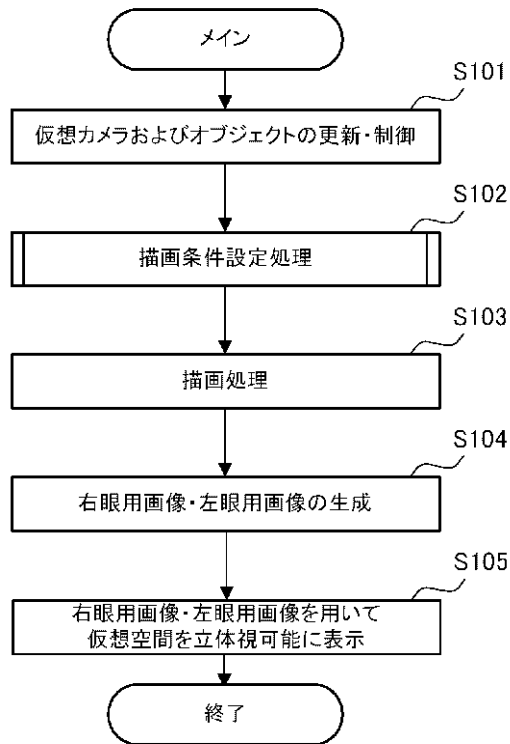 メイン
S101
仮想カメラおよびオブジェクトの更新・制御
S102
描画条件設定処理
S103
描画処理
S104
右眼用画像・左眼用画像の生成
S105
右眼用画像・左眼用画像を用いて
仮想空間を立体視可能に表示
終了